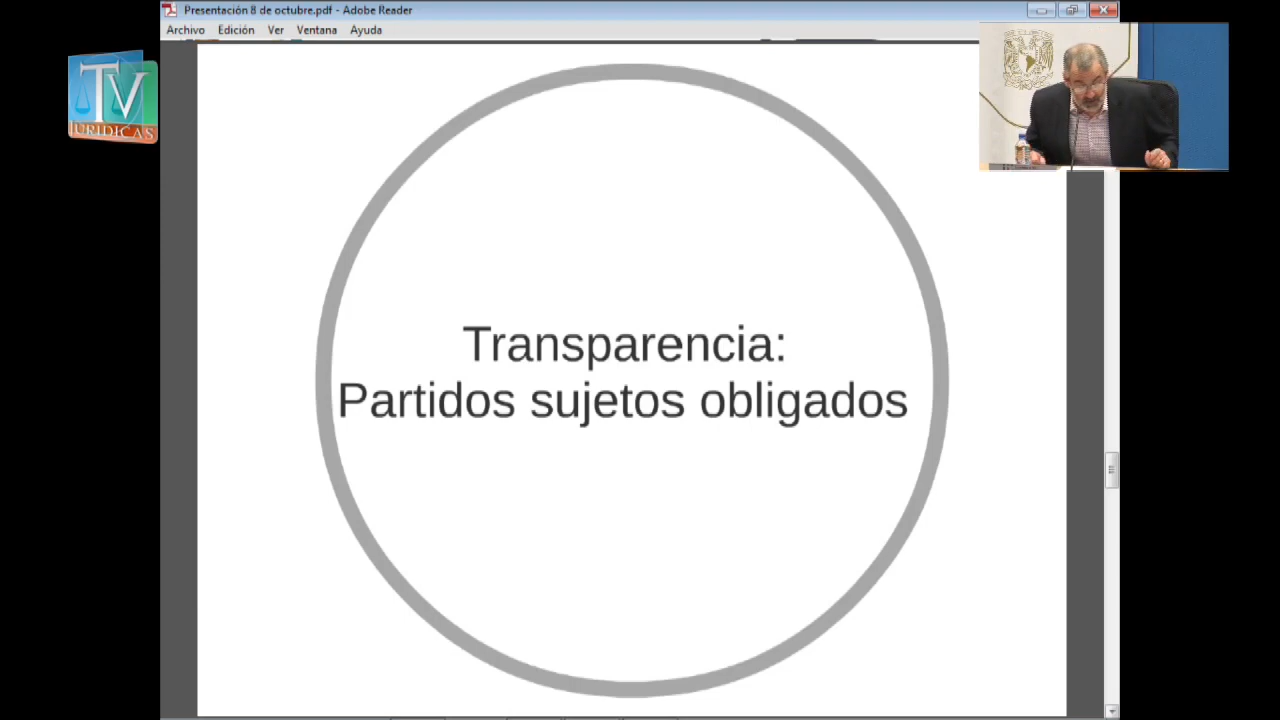 Presentación 8 de octubre.pdf - Adobe Reader
Archivo Edición Ver Ventana Ayuda
TV
JURIDICAS
Transparencia:
Partidos sujetos obligados